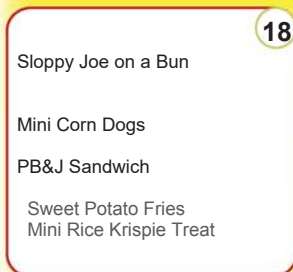 18
Sloppy Joe on a Bun
Mini Corn Dogs
PB&J Sandwich
Sweet Potato Fries
Mini Rice Krispie Treat